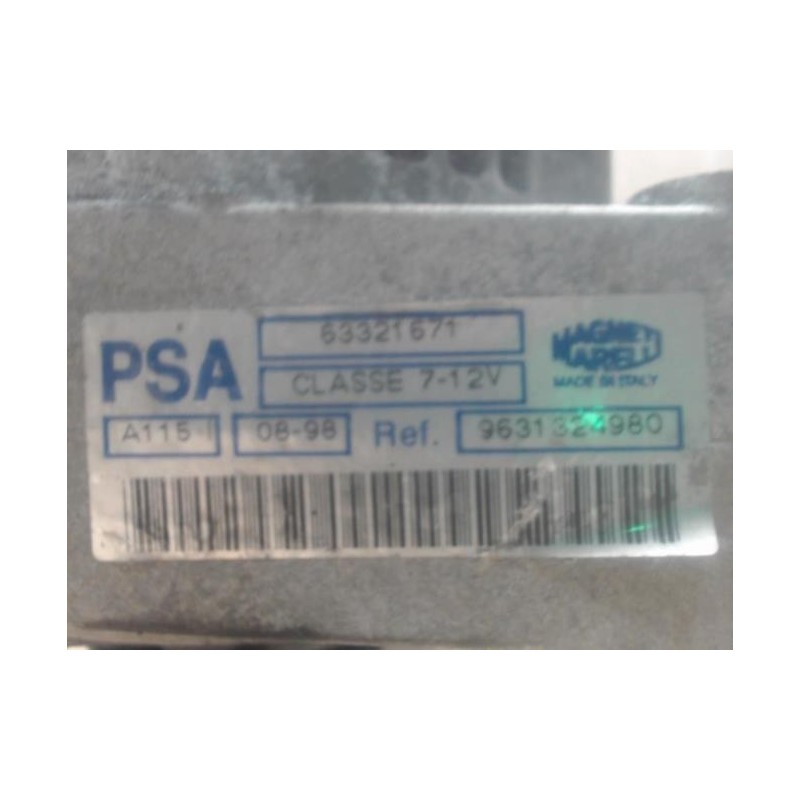 63321671
PSA
CLASSE 7-12V
MAGNETI
MARELLI
MADE IN ITALY
A115 I
08-98
Ref.
9631324980